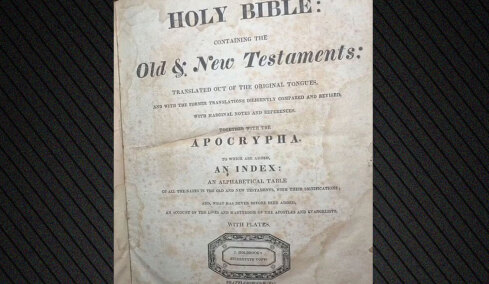 HOLY BIBLE:
CONTAINING THE
Old & New Testaments:
TRANSLATED OUT OF THE ORIGINAL TONGUES,
AND WITH THE FORMER TRANSLATIONS DILIGENTLY COMPARED AND REVISED,
WITH MARGINAL NOTES AND REFERENCES.
TOGETHER WITH THE
APOCRYPHA.
TO WHICH ARE ADDED,
AN INDEX:
AN ALPHABETICAL TABLE
OF ALL THE NAMES IN THE OLD AND NEW TESTAMENTS, WITH THEIR SIGNIFICATIONS;
AND, WHAT HAS NEVER BEFORE BEEN ADDED,
AN ACCOUNT OF THE LIVES AND MARTYRDOM OF THE APOSTLES AND EVANGELISTS.
WITH PLATES.
J. HOLBROOK'S
STEREOTYPE COPY